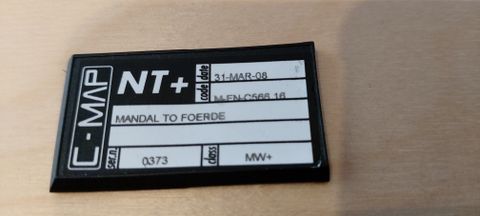 C-MAP
NT+
date 31-MAR-08
code M-EN-C566.16
MANDAL TO FOERDE
ser.n. 0373 class MW+